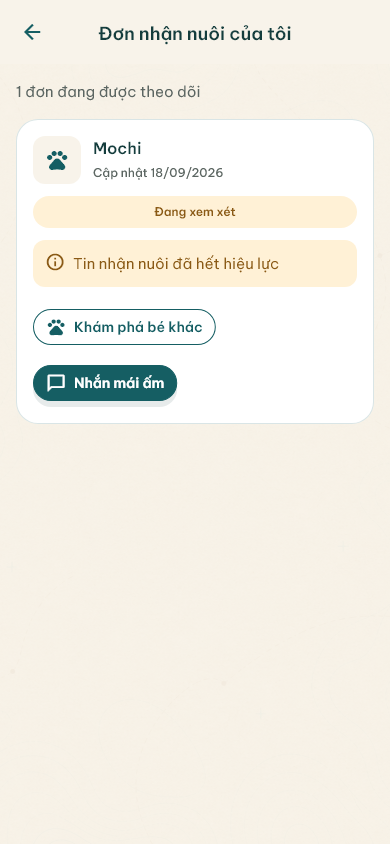 Đơn nhận nuôi của tôi
1 đơn đang được theo dõi
Mochi
Cập nhật 18/09/2026
Đang xem xét
Tin nhận nuôi đã hết hiệu lực
Khám phá bé khác
Nhắn mái ấm